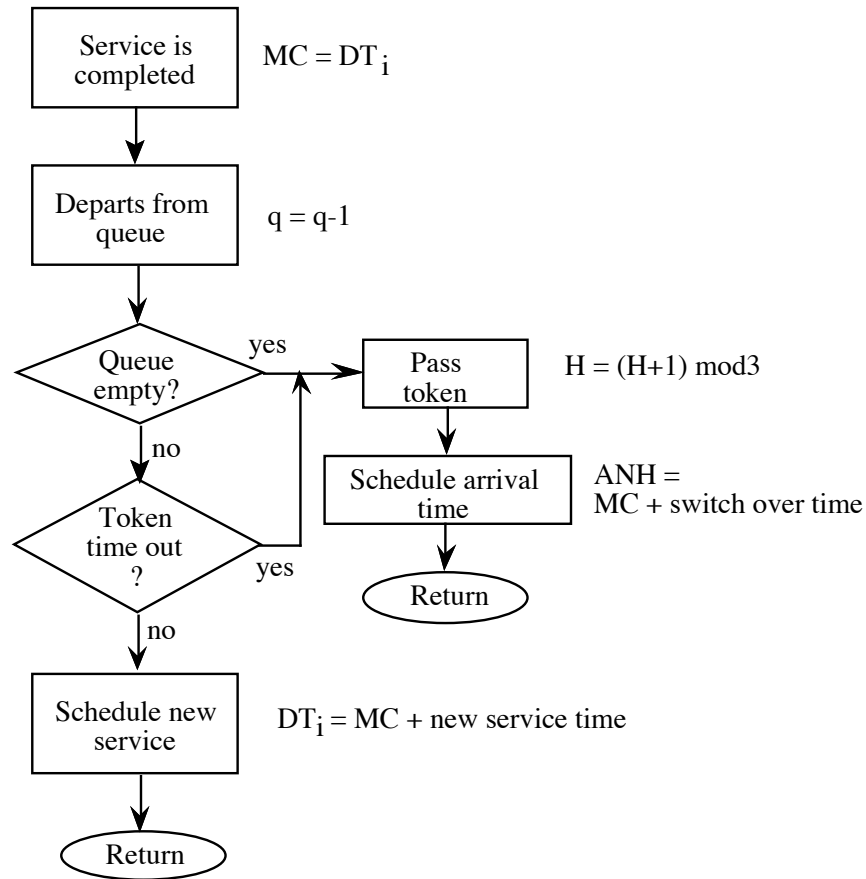 Service is
completed
MC = DTi
Departs from
queue
q = q-1
Queue
empty?
yes
Pass
token
H = (H+1) mod3
no
Schedule arrival
time
ANH =
MC + switch over time
Token
time out
?
yes
Return
no
Schedule new
service
DTi = MC + new service time
Return